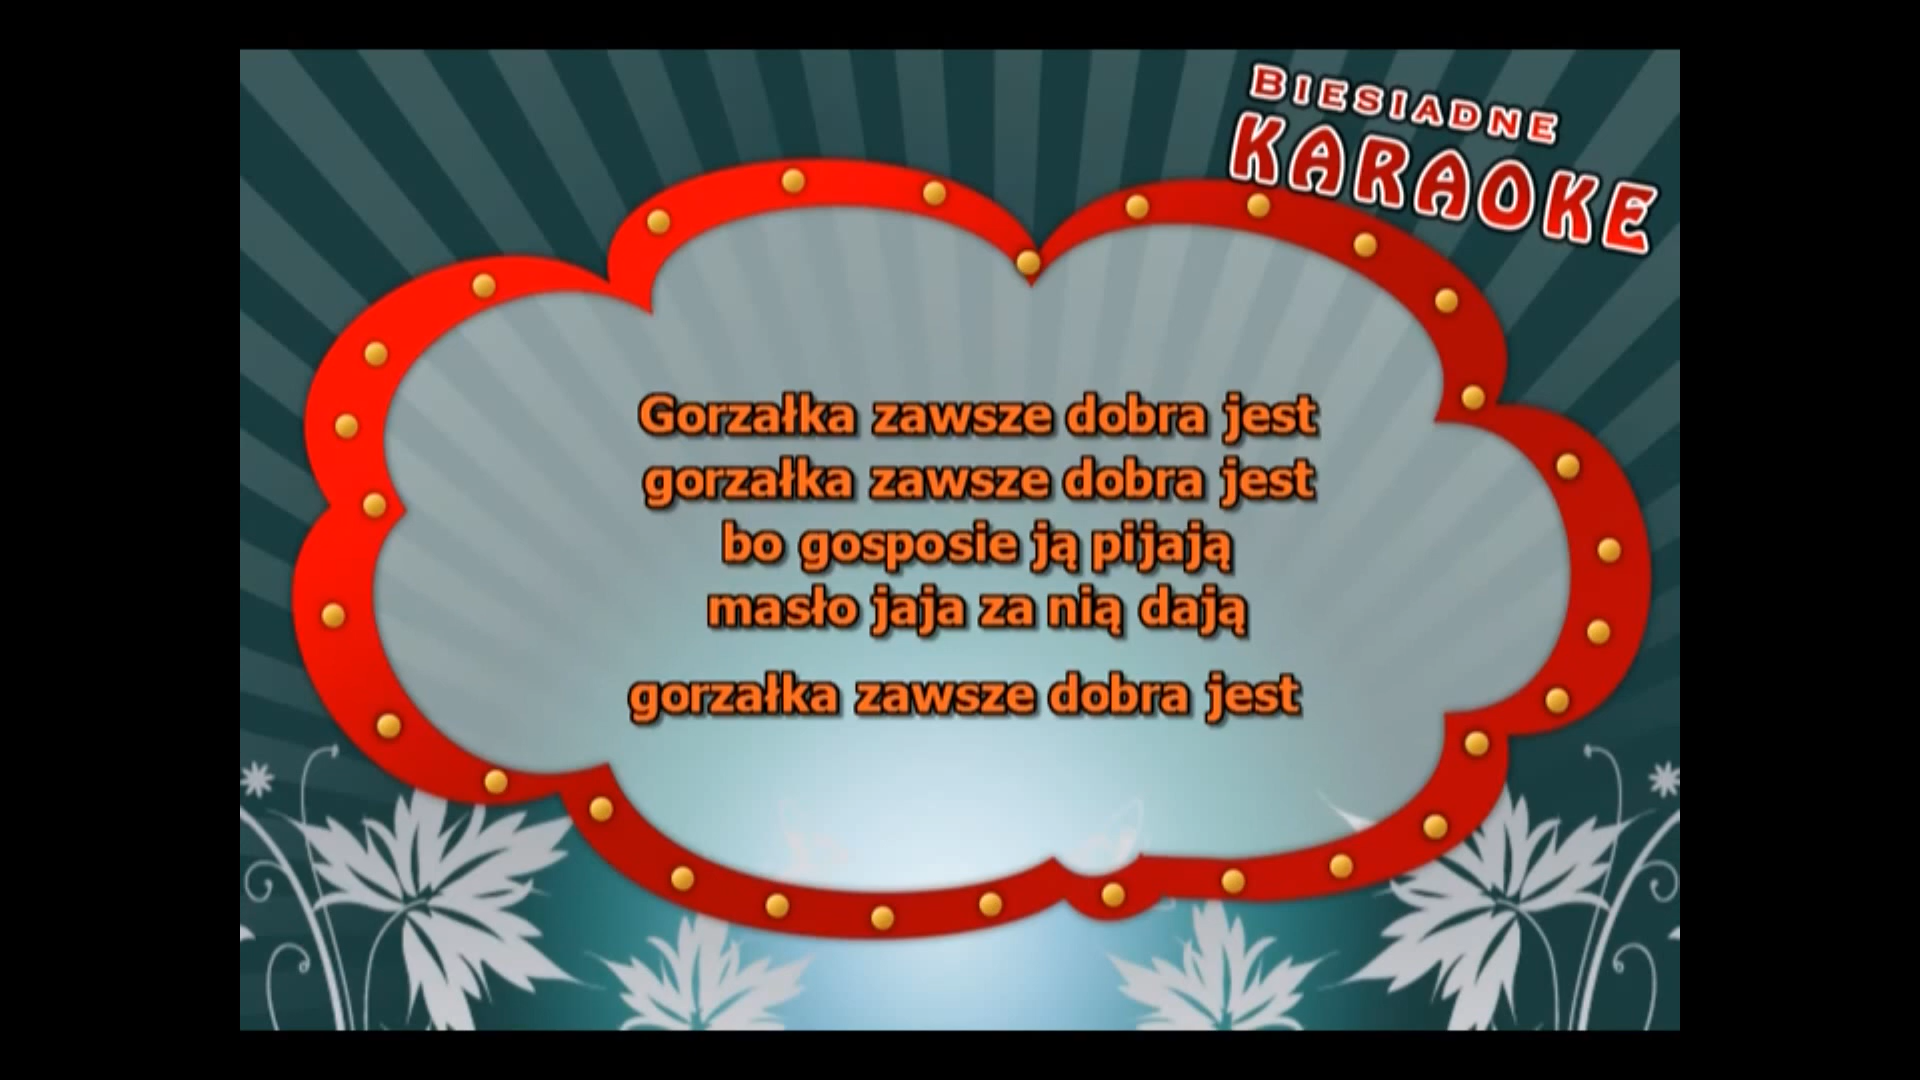 BIESIADNE
KARAOKE
Gorzałka zawsze dobra jest
gorzałka zawsze dobra jest
bo gosposie ją pijają
masło jaja za nią dają
gorzałka zawsze dobra jest